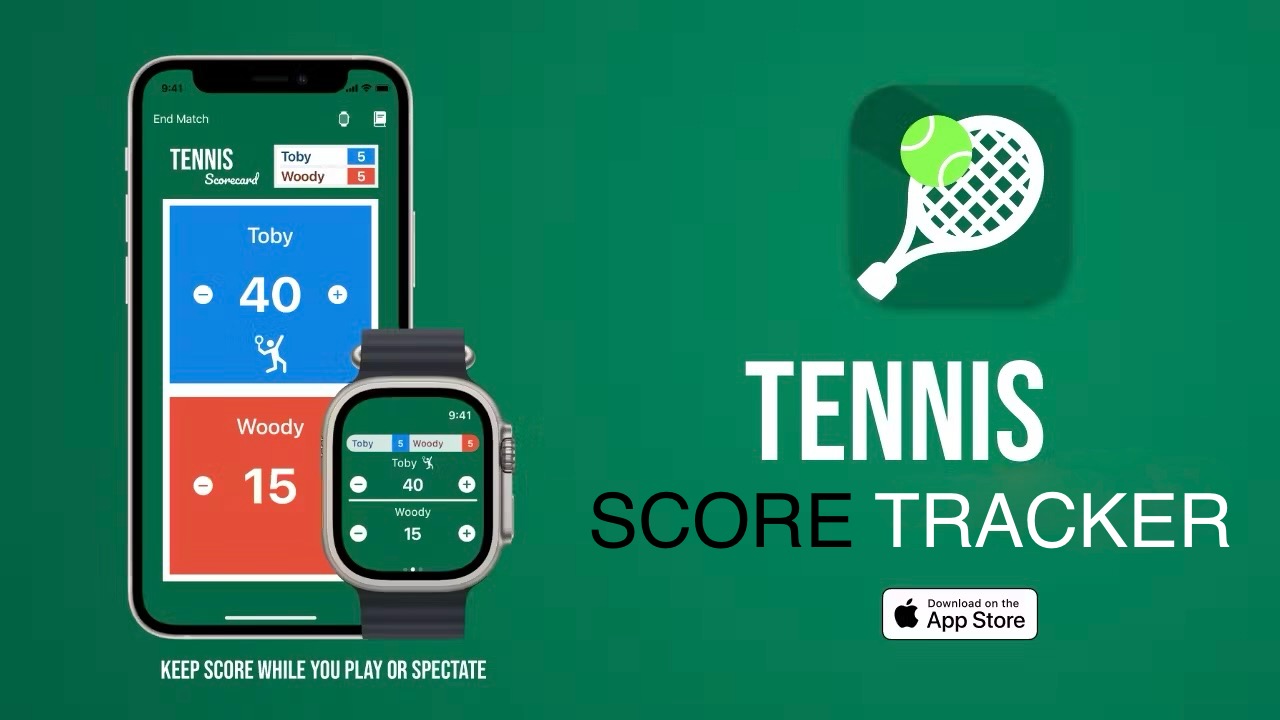 9:41
End Match
TENNIS
Scorecard
Toby 5
Woody 5
Toby
40
Woody
15
9:41
Toby 5 Woody 5
Toby
40
Woody
15
KEEP SCORE WHILE YOU PLAY OR SPECTATE
TENNIS
SCORE TRACKER
Download on the
App Store